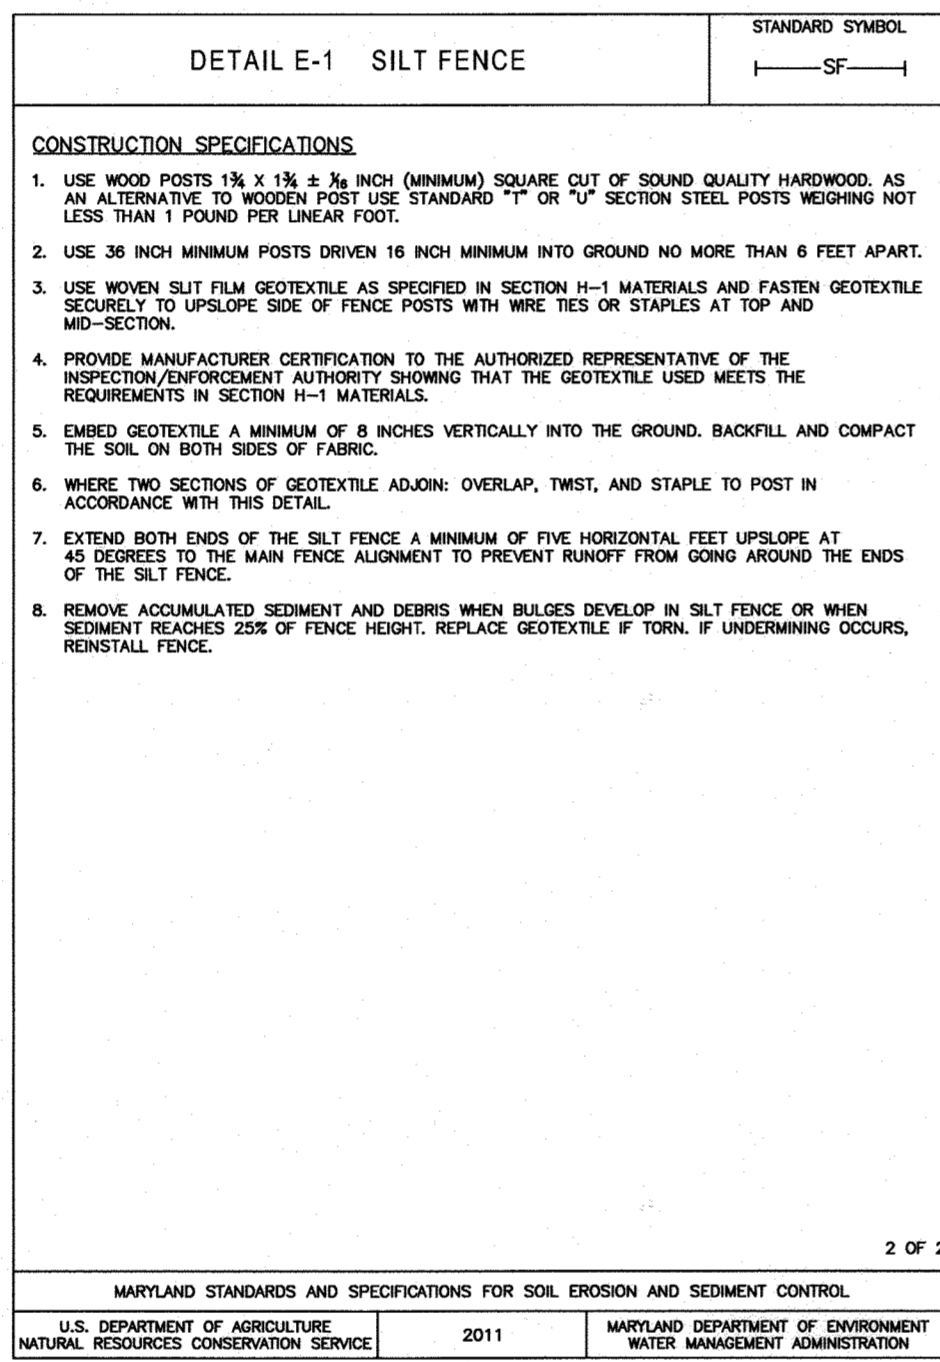 DETAIL E-1 SILT FENCE
STANDARD SYMBOL
SF
CONSTRUCTION SPECIFICATIONS
1. USE WOOD POSTS 1¾ X 1¾ ± 1/16 INCH (MINIMUM) SQUARE CUT OF SOUND QUALITY HARDWOOD. AS
AN ALTERNATIVE TO WOODEN POST USE STANDARD "T" OR "U" SECTION STEEL POSTS WEIGHING NOT
LESS THAN 1 POUND PER LINEAR FOOT.
2. USE 36 INCH MINIMUM POSTS DRIVEN 16 INCH MINIMUM INTO GROUND NO MORE THAN 6 FEET APART.
3. USE WOVEN SLIT FILM GEOTEXTILE AS SPECIFIED IN SECTION H-1 MATERIALS AND FASTEN GEOTEXTILE
SECURELY TO UPSLOPE SIDE OF FENCE POSTS WITH WIRE TIES OR STAPLES AT TOP AND
MID-SECTION.
4. PROVIDE MANUFACTURER CERTIFICATION TO THE AUTHORIZED REPRESENTATIVE OF THE
INSPECTION/ENFORCEMENT AUTHORITY SHOWING THAT THE GEOTEXTILE USED MEETS THE
REQUIREMENTS IN SECTION H-1 MATERIALS.
5. EMBED GEOTEXTILE A MINIMUM OF 8 INCHES VERTICALLY INTO THE GROUND. BACKFILL AND COMPACT
THE SOIL ON BOTH SIDES OF FABRIC.
6. WHERE TWO SECTIONS OF GEOTEXTILE ADJOIN: OVERLAP, TWIST, AND STAPLE TO POST IN
ACCORDANCE WITH THIS DETAIL.
7. EXTEND BOTH ENDS OF THE SILT FENCE A MINIMUM OF FIVE HORIZONTAL FEET UPSLOPE AT
45 DEGREES TO THE MAIN FENCE ALIGNMENT TO PREVENT RUNOFF FROM GOING AROUND THE ENDS
OF THE SILT FENCE.
8. REMOVE ACCUMULATED SEDIMENT AND DEBRIS WHEN BULGES DEVELOP IN SILT FENCE OR WHEN
SEDIMENT REACHES 25% OF FENCE HEIGHT. REPLACE GEOTEXTILE IF TORN. IF UNDERMINING OCCURS,
REINSTALL FENCE.
2 OF 2
MARYLAND STANDARDS AND SPECIFICATIONS FOR SOIL EROSION AND SEDIMENT CONTROL
U.S. DEPARTMENT OF AGRICULTURE
NATURAL RESOURCES CONSERVATION SERVICE
2011
MARYLAND DEPARTMENT OF ENVIRONMENT
WATER MANAGEMENT ADMINISTRATION